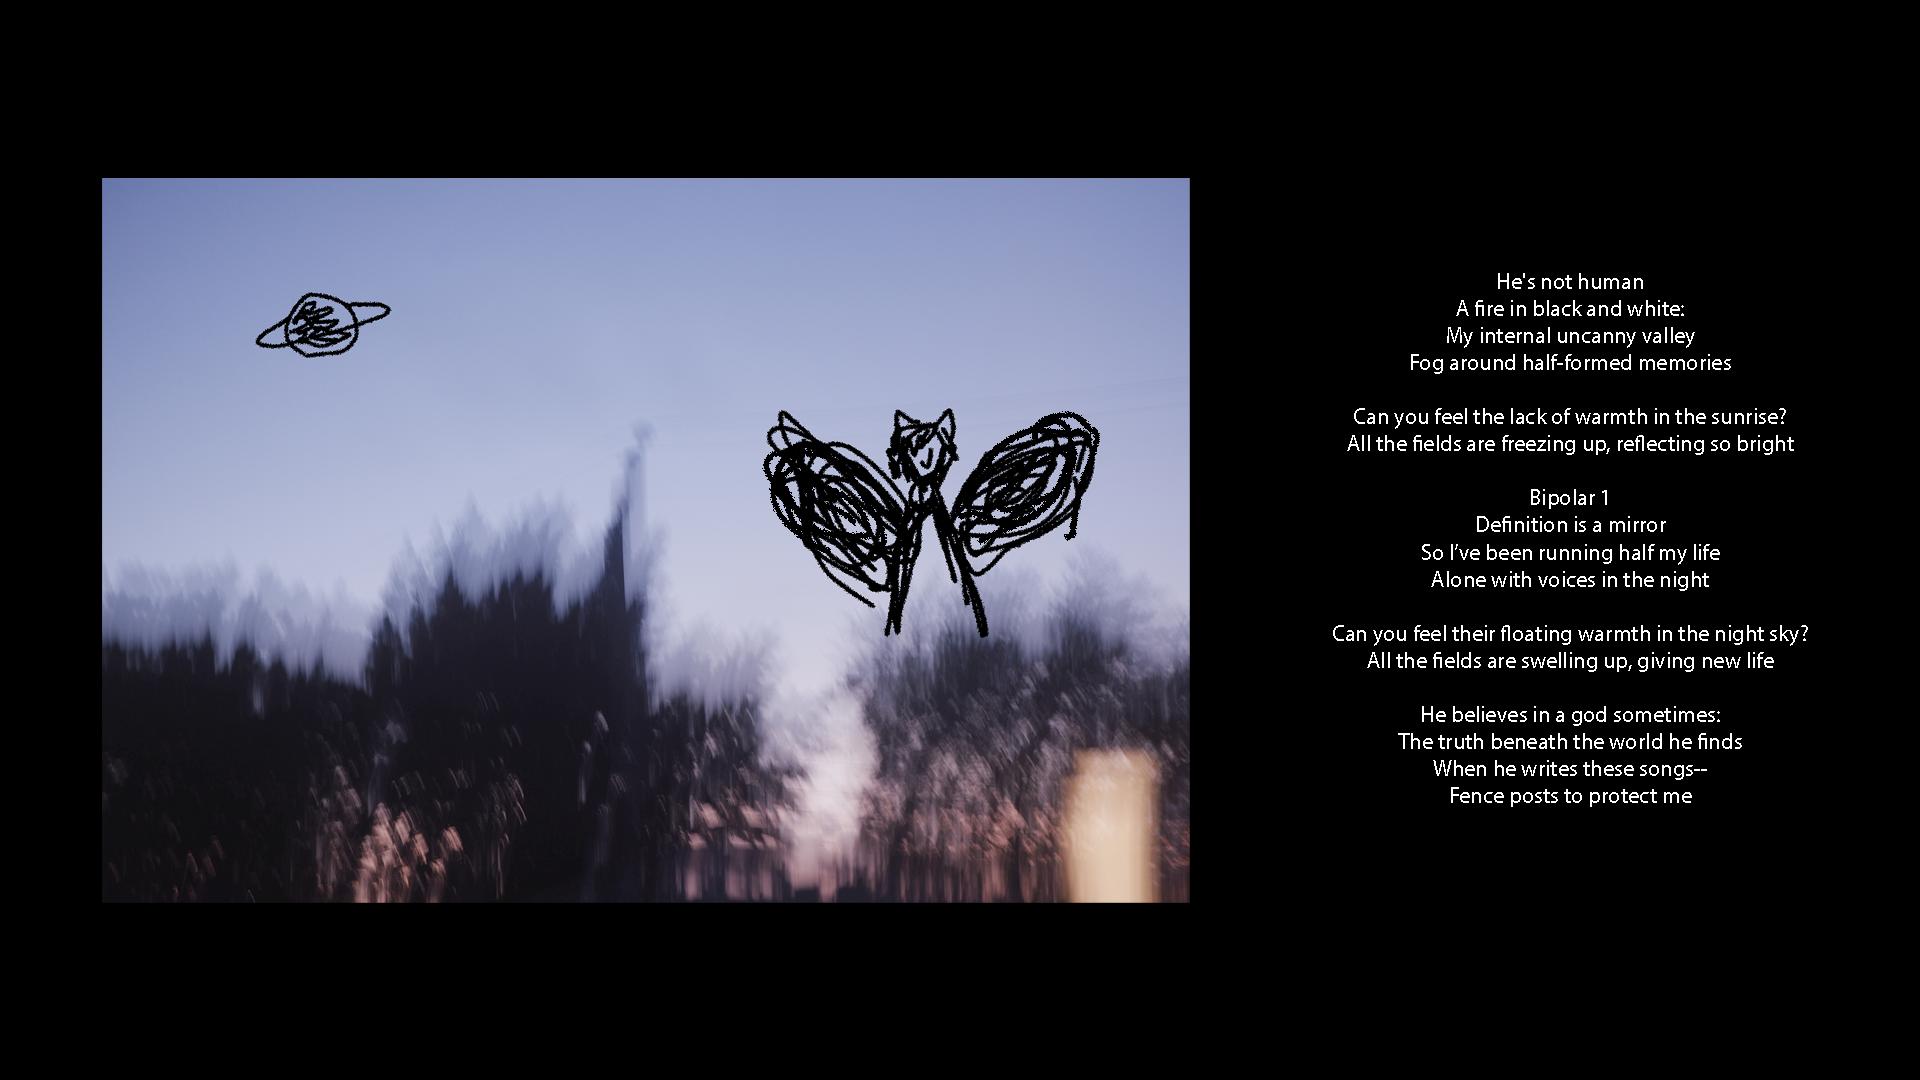 He's not human
A fire in black and white:
My internal uncanny valley
Fog around half-formed memories
Can you feel the lack of warmth in the sunrise?
All the fields are freezing up, reflecting so bright
Bipolar 1
Definition is a mirror
So I've been running half my life
Alone with voices in the night
Can you feel their floating warmth in the night sky?
All the fields are swelling up, giving new life
He believes in a god sometimes:
The truth beneath the world he finds
When he writes these songs--
Fence posts to protect me